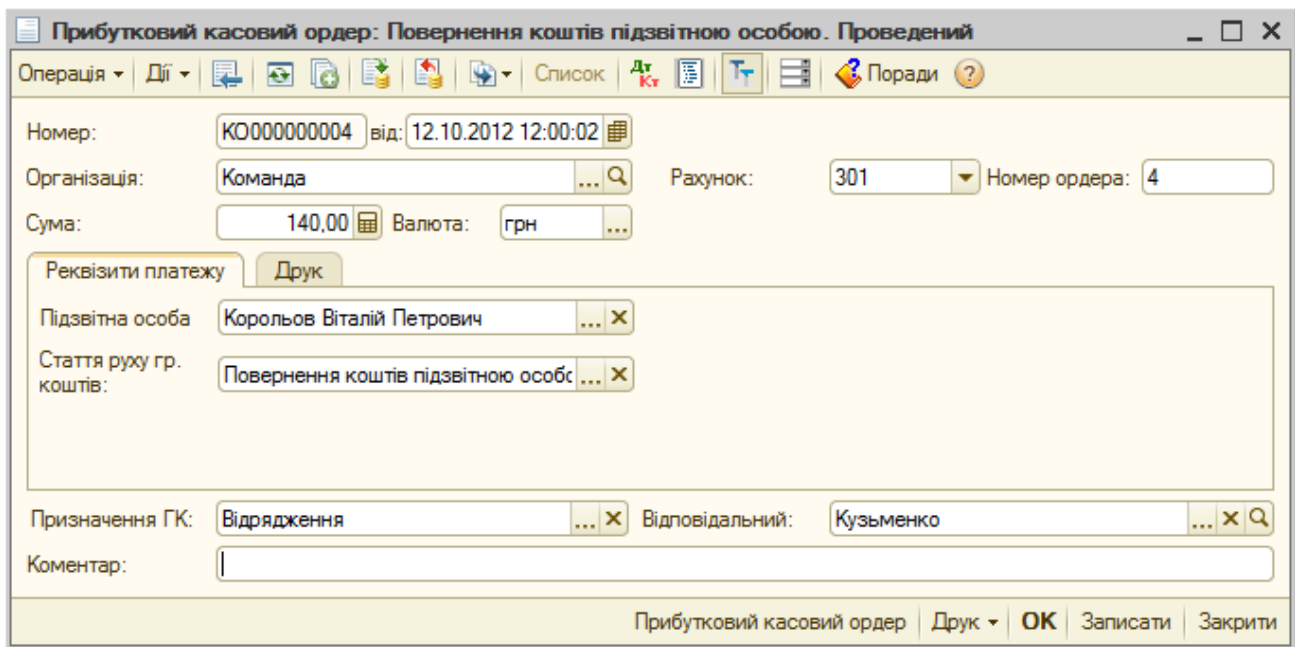 Прибутковий касовий ордер: Повернення коштів підзвітною особою. Проведений
Операція Дії Список Дт Кт Поради
Номер: КО000000004 від: 12.10.2012 12:00:02
Організація: Команда ... Рахунок: 301 Номер ордера: 4
Сума: 140,00 Валюта: грн ...
Реквізити платежу Друк
Підзвітна особа Корольов Віталій Петрович ...
Стаття руху гр.
коштів: Повернення коштів підзвітною особо ...
Призначення ГК: Відрядження ... Відповідальний: Кузьменко ...
Коментар:
Прибутковий касовий ордер Друк OK Записати Закрити